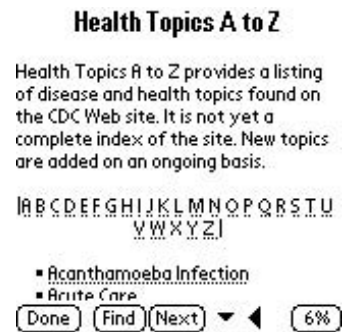 Health Topics A to Z
Health Topics A to Z provides a listing
of disease and health topics found on
the CDC Web site. It is not yet a
complete index of the site. New topics
are added on an ongoing basis.
|A B C D E F G H I J K L M N O P Q R S T U
V W X Y Z|
▪ Acanthamoeba Infection
▪ Acute Care
Done Find Next 6%